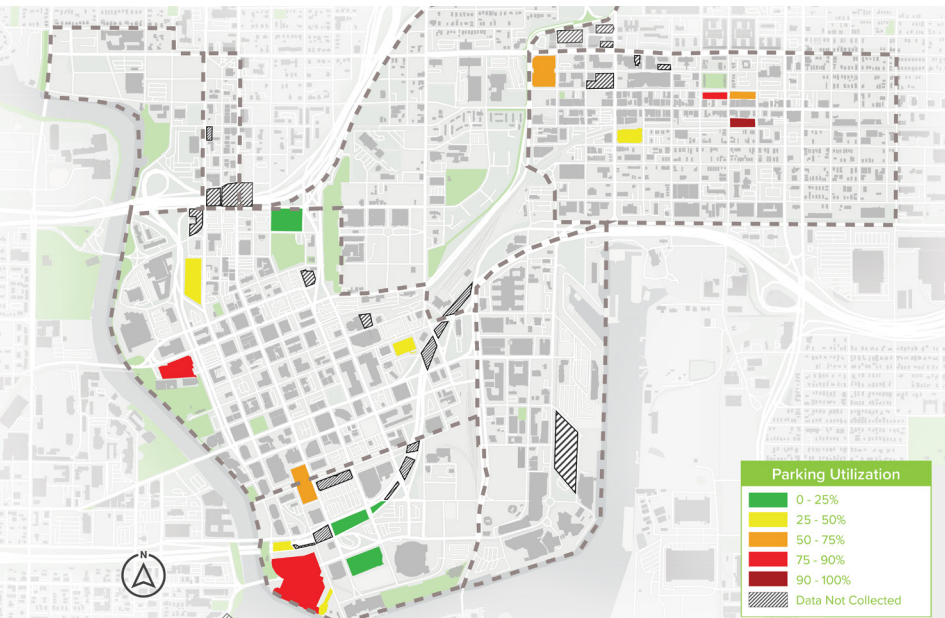 N
Parking Utilization
0 - 25%
25 - 50%
50 - 75%
75 - 90%
90 - 100%
Data Not Collected